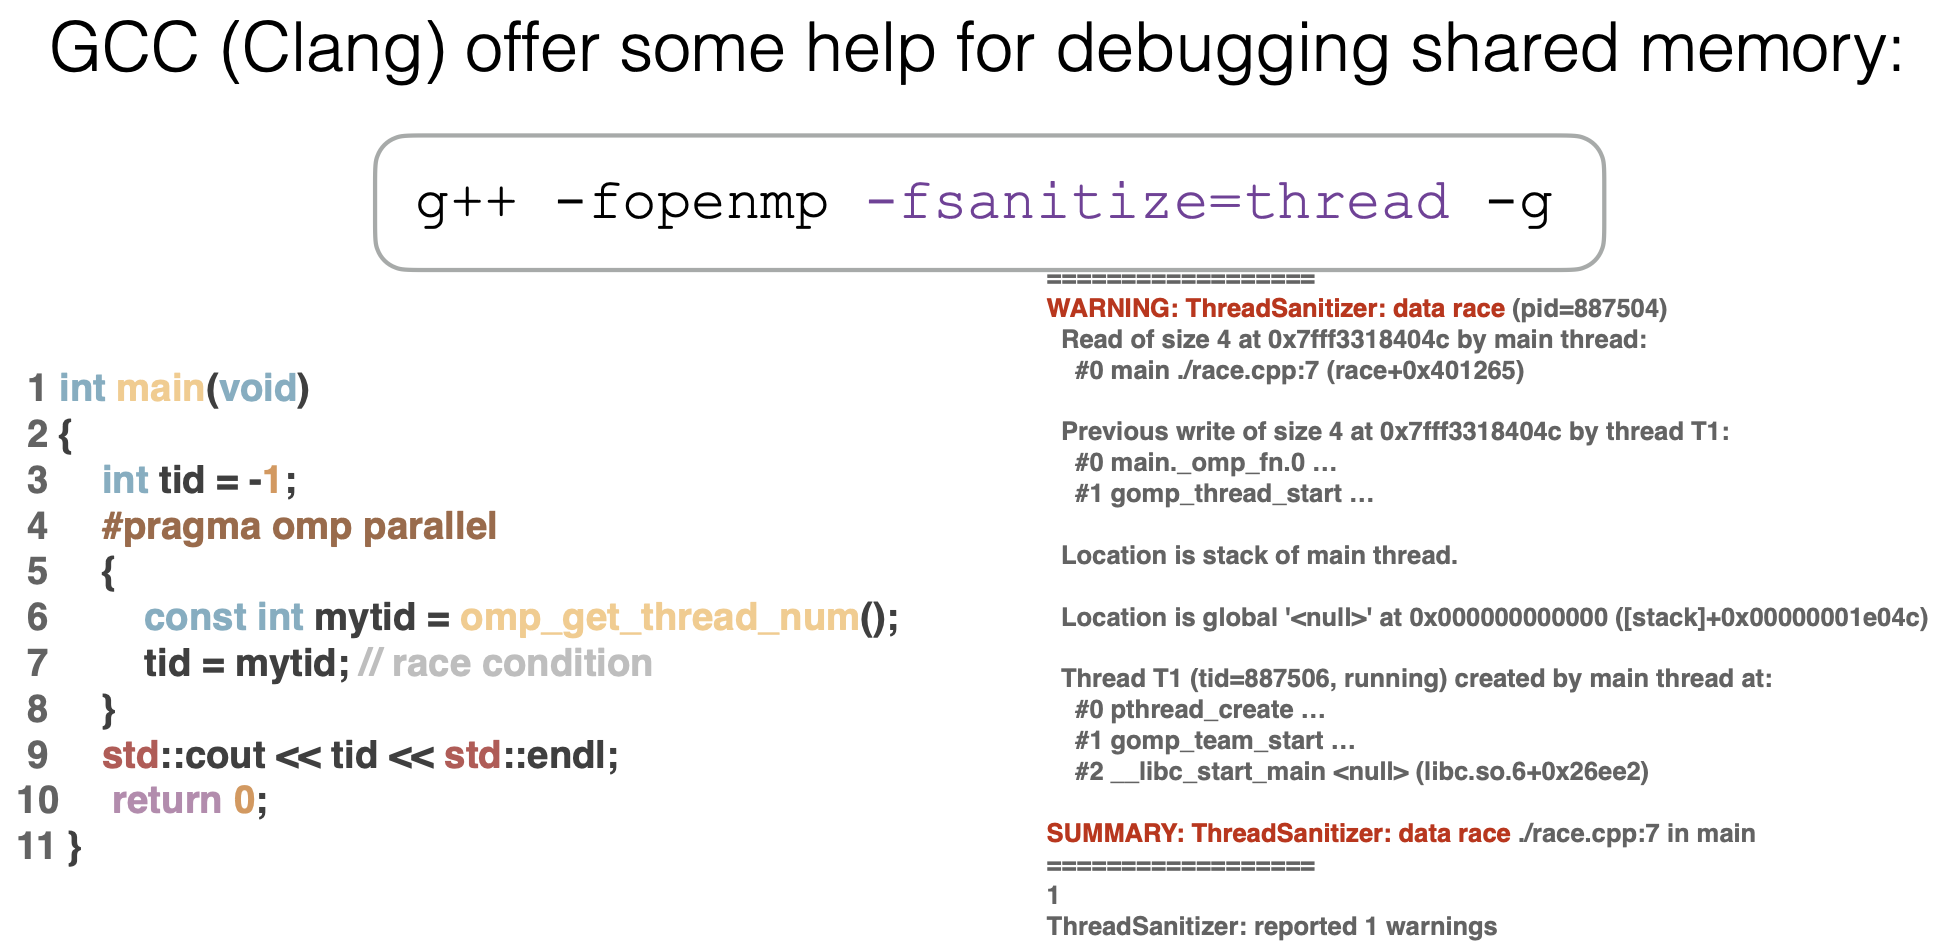 GCC (Clang) offer some help for debugging shared memory:
g++ -fopenmp -fsanitize=thread -g
1 int main(void)
2 {
3 int tid = -1;
4 #pragma omp parallel
5 {
6 const int mytid = omp_get_thread_num();
7 tid = mytid; // race condition
8 }
9 std::cout << tid << std::endl;
10 return 0;
11 }
==================
WARNING: ThreadSanitizer: data race (pid=887504)
Read of size 4 at 0x7fff3318404c by main thread:
#0 main ./race.cpp:7 (race+0x401265)
Previous write of size 4 at 0x7fff3318404c by thread T1:
#0 main._omp_fn.0 …
#1 gomp_thread_start …
Location is stack of main thread.
Location is global '<null>' at 0x000000000000 ([stack]+0x00000001e04c)
Thread T1 (tid=887506, running) created by main thread at:
#0 pthread_create …
#1 gomp_team_start …
#2 __libc_start_main <null> (libc.so.6+0x26ee2)
SUMMARY: ThreadSanitizer: data race ./race.cpp:7 in main
==================
1
ThreadSanitizer: reported 1 warnings